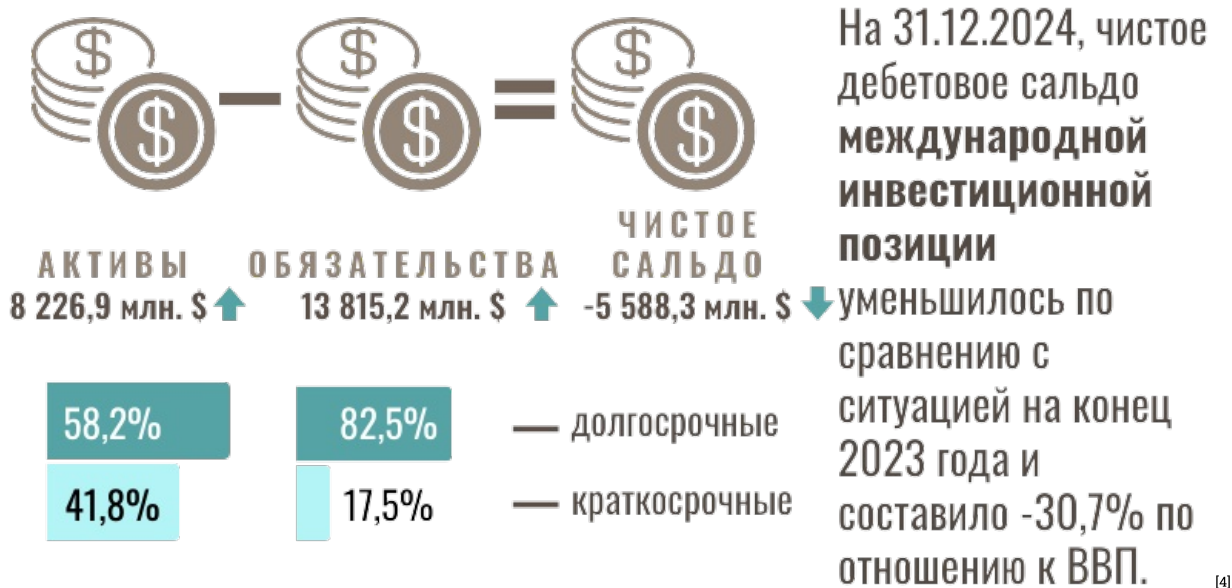 АКТИВЫ
8 226,9 млн. $
ОБЯЗАТЕЛЬСТВА
13 815,2 млн. $
ЧИСТОЕ
САЛЬДО
-5 588,3 млн. $
58,2%
82,5%
долгосрочные
41,8%
17,5%
краткосрочные
На 31.12.2024, чистое
дебетовое сальдо
международной
инвестиционной
позиции
уменьшилось по
сравнению с
ситуацией на конец
2023 года и
составило -30,7% по
отношению к ВВП.
[4]